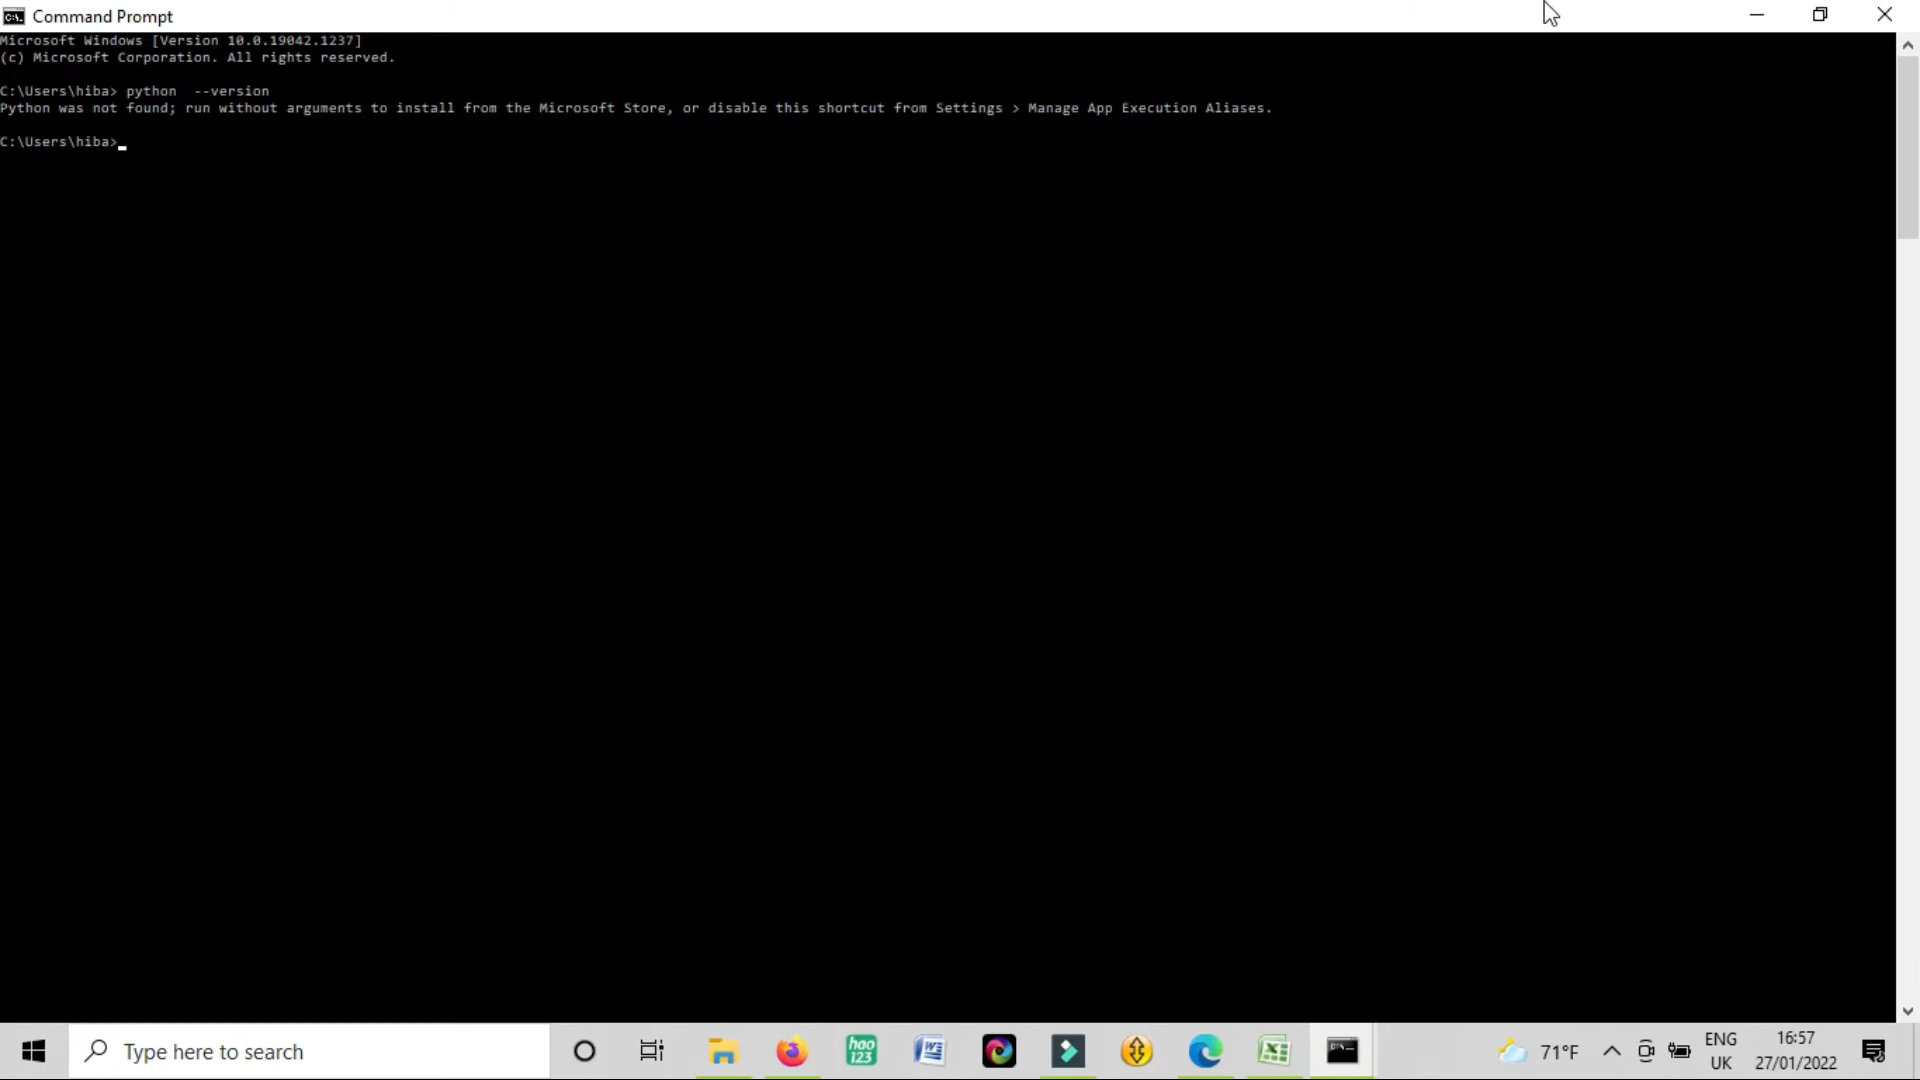 Command Prompt
Microsoft Windows [Version 10.0.19042.1237]
(c) Microsoft Corporation. All rights reserved.
C:\Users\hiba> python  --version
Python was not found; run without arguments to install from the Microsoft Store, or disable this shortcut from Settings > Manage App Execution Aliases.
C:\Users\hiba>
Type here to search
hao
123
71°F
ENG
UK
16:57
27/01/2022